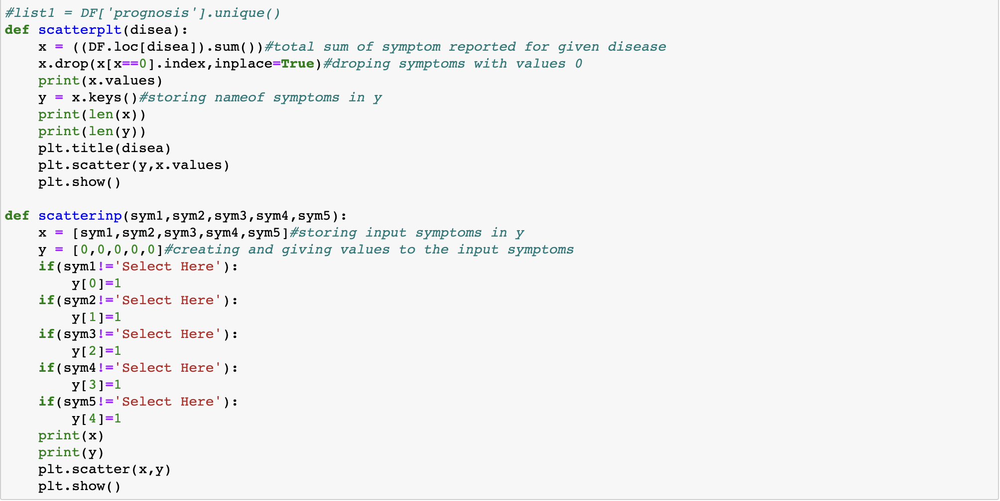 #list1 = DF['prognosis'].unique()
def scatterplt(disea):
    x = ((DF.loc[disea]).sum())#total sum of symptom reported for given disease
    x.drop(x[x==0].index,inplace=True)#droping symptoms with values 0
    print(x.values)
    y = x.keys()#storing nameof symptoms in y
    print(len(x))
    print(len(y))
    plt.title(disea)
    plt.scatter(y,x.values)
    plt.show()

def scatterinp(sym1,sym2,sym3,sym4,sym5):
    x = [sym1,sym2,sym3,sym4,sym5]#storing input symptoms in y
    y = [0,0,0,0,0]#creating and giving values to the input symptoms
    if(sym1!='Select Here'):
        y[0]=1
    if(sym2!='Select Here'):
        y[1]=1
    if(sym3!='Select Here'):
        y[2]=1
    if(sym4!='Select Here'):
        y[3]=1
    if(sym5!='Select Here'):
        y[4]=1
    print(x)
    print(y)
    plt.scatter(x,y)
    plt.show()